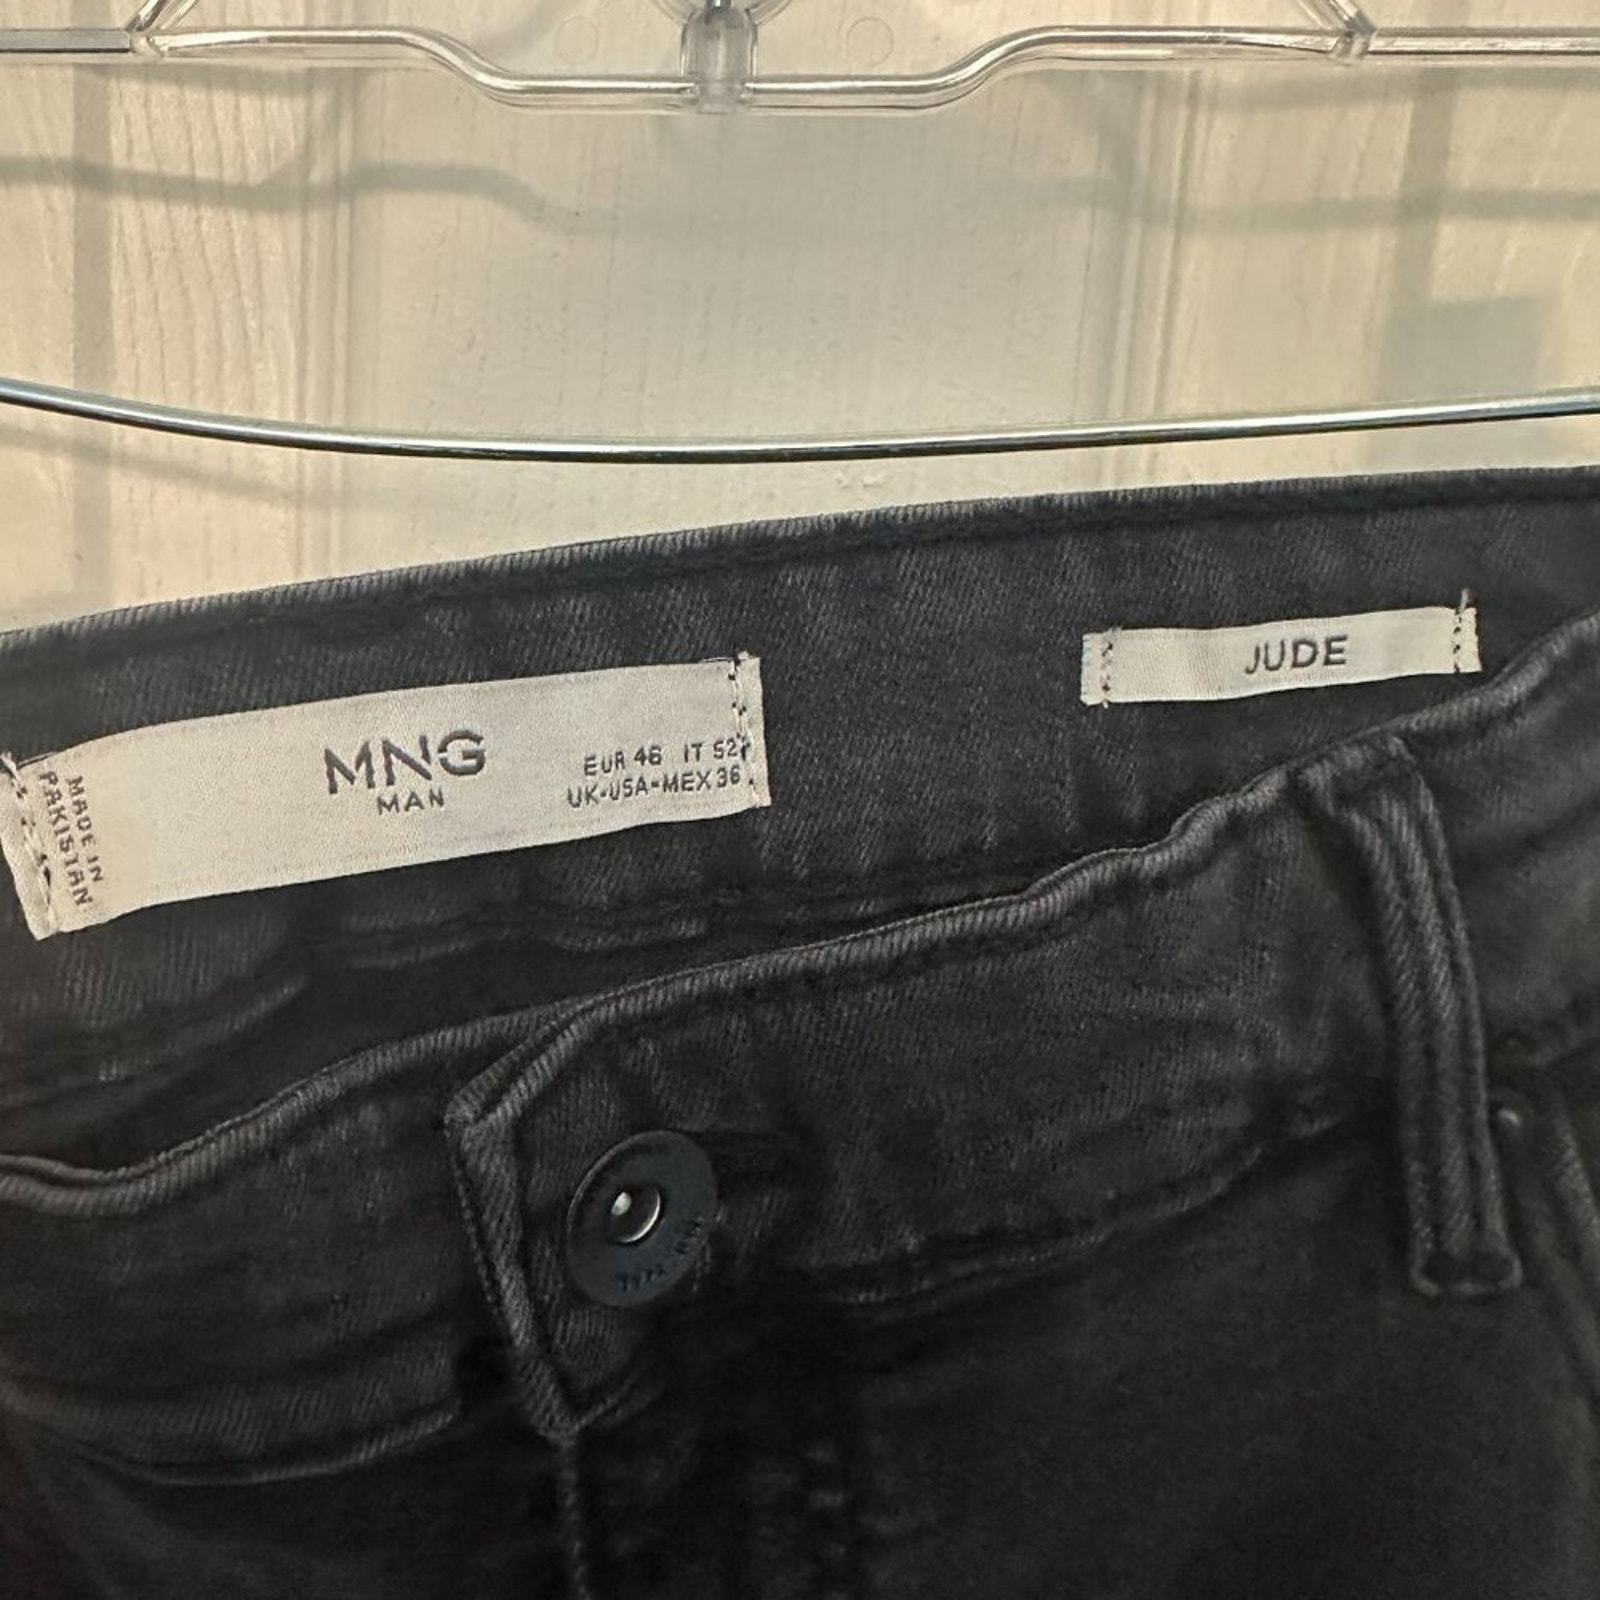 JUDE
MNG
MAN
EUR 46 IT 52
UK-USA-MEX 36
MADE IN
PAKISTAN